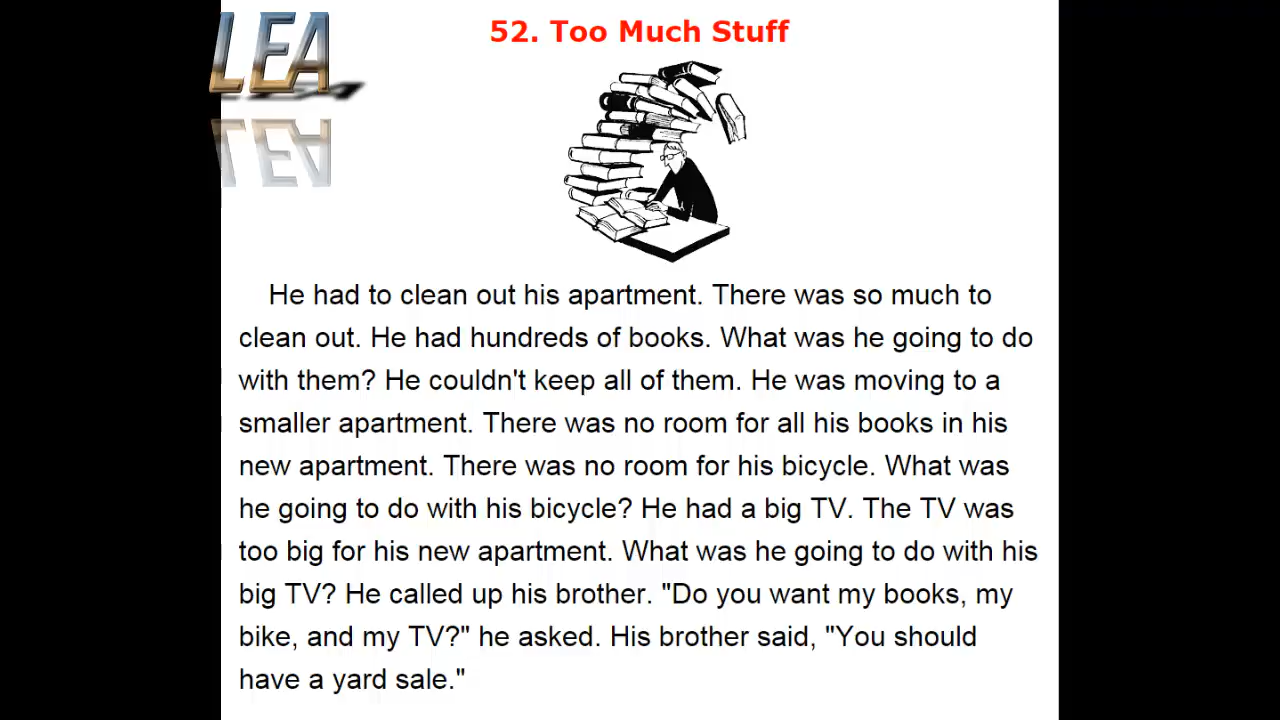 LEA
52. Too Much Stuff
He had to clean out his apartment. There was so much to
clean out. He had hundreds of books. What was he going to do
with them? He couldn't keep all of them. He was moving to a
smaller apartment. There was no room for all his books in his
new apartment. There was no room for his bicycle. What was
he going to do with his bicycle? He had a big TV. The TV was
too big for his new apartment. What was he going to do with his
big TV? He called up his brother. "Do you want my books, my
bike, and my TV?" he asked. His brother said, "You should
have a yard sale."